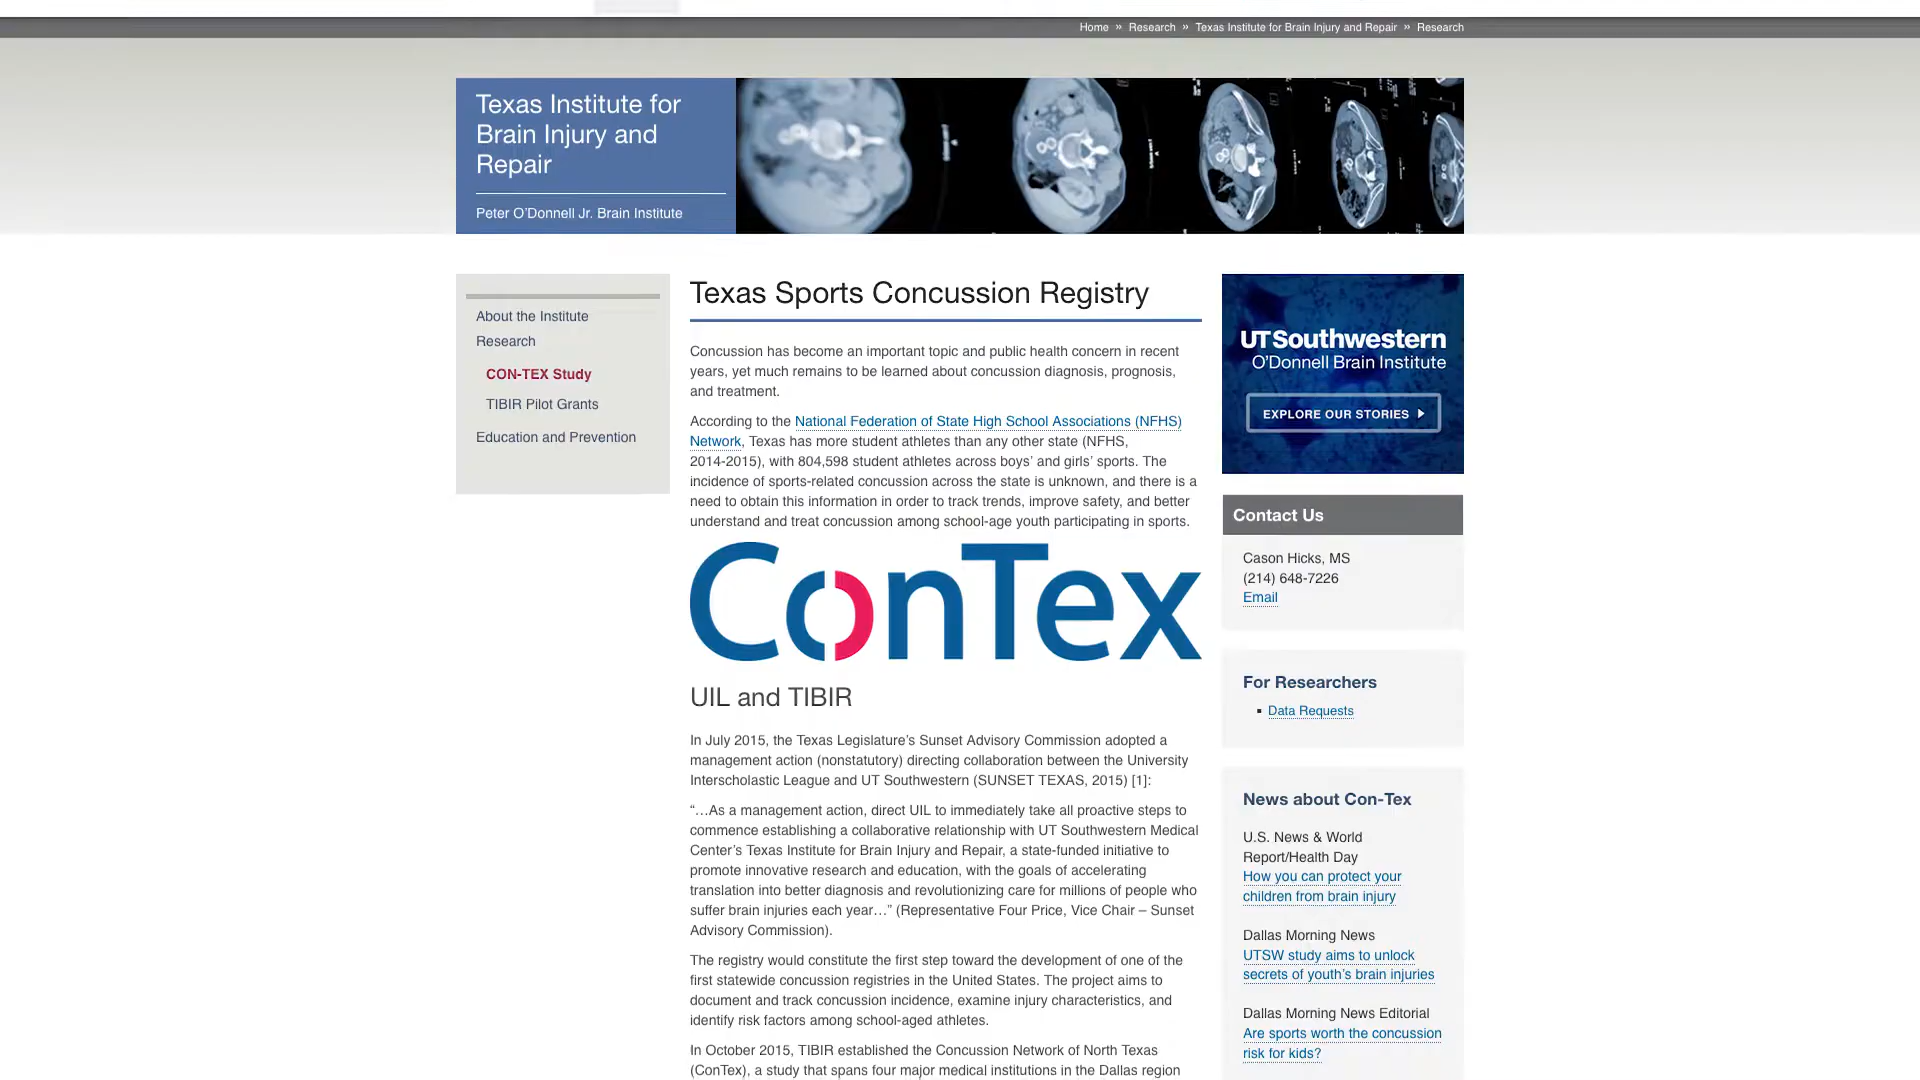 Home » Research » Texas Institute for Brain Injury and Repair » Research
Texas Institute for
Brain Injury and
Repair
Peter O’Donnell Jr. Brain Institute
About the Institute
Research
CON-TEX Study
TIBIR Pilot Grants
Education and Prevention
Texas Sports Concussion Registry
Concussion has become an important topic and public health concern in recent
years, yet much remains to be learned about concussion diagnosis, prognosis,
and treatment.
According to the National Federation of State High School Associations (NFHS)
Network, Texas has more student athletes than any other state (NFHS,
2014-2015), with 804,598 student athletes across boys’ and girls’ sports. The
incidence of sports-related concussion across the state is unknown, and there is a
need to obtain this information in order to track trends, improve safety, and better
understand and treat concussion among school-age youth participating in sports.
ConTex
UIL and TIBIR
In July 2015, the Texas Legislature’s Sunset Advisory Commission adopted a
management action (nonstatutory) directing collaboration between the University
Interscholastic League and UT Southwestern (SUNSET TEXAS, 2015) [1]:
“…As a management action, direct UIL to immediately take all proactive steps to
commence establishing a collaborative relationship with UT Southwestern Medical
Center’s Texas Institute for Brain Injury and Repair, a state-funded initiative to
promote innovative research and education, with the goals of accelerating
translation into better diagnosis and revolutionizing care for millions of people who
suffer brain injuries each year…” (Representative Four Price, Vice Chair – Sunset
Advisory Commission).
The registry would constitute the first step toward the development of one of the
first statewide concussion registries in the United States. The project aims to
document and track concussion incidence, examine injury characteristics, and
identify risk factors among school-aged athletes.
In October 2015, TIBIR established the Concussion Network of North Texas
(ConTex), a study that spans four major medical institutions in the Dallas region
UTSouthwestern
O’Donnell Brain Institute
EXPLORE OUR STORIES
Contact Us
Cason Hicks, MS
(214) 648-7226
Email
For Researchers
▪ Data Requests
News about Con-Tex
U.S. News & World
Report/Health Day
How you can protect your
children from brain injury
Dallas Morning News
UTSW study aims to unlock
secrets of youth’s brain injuries
Dallas Morning News Editorial
Are sports worth the concussion
risk for kids?